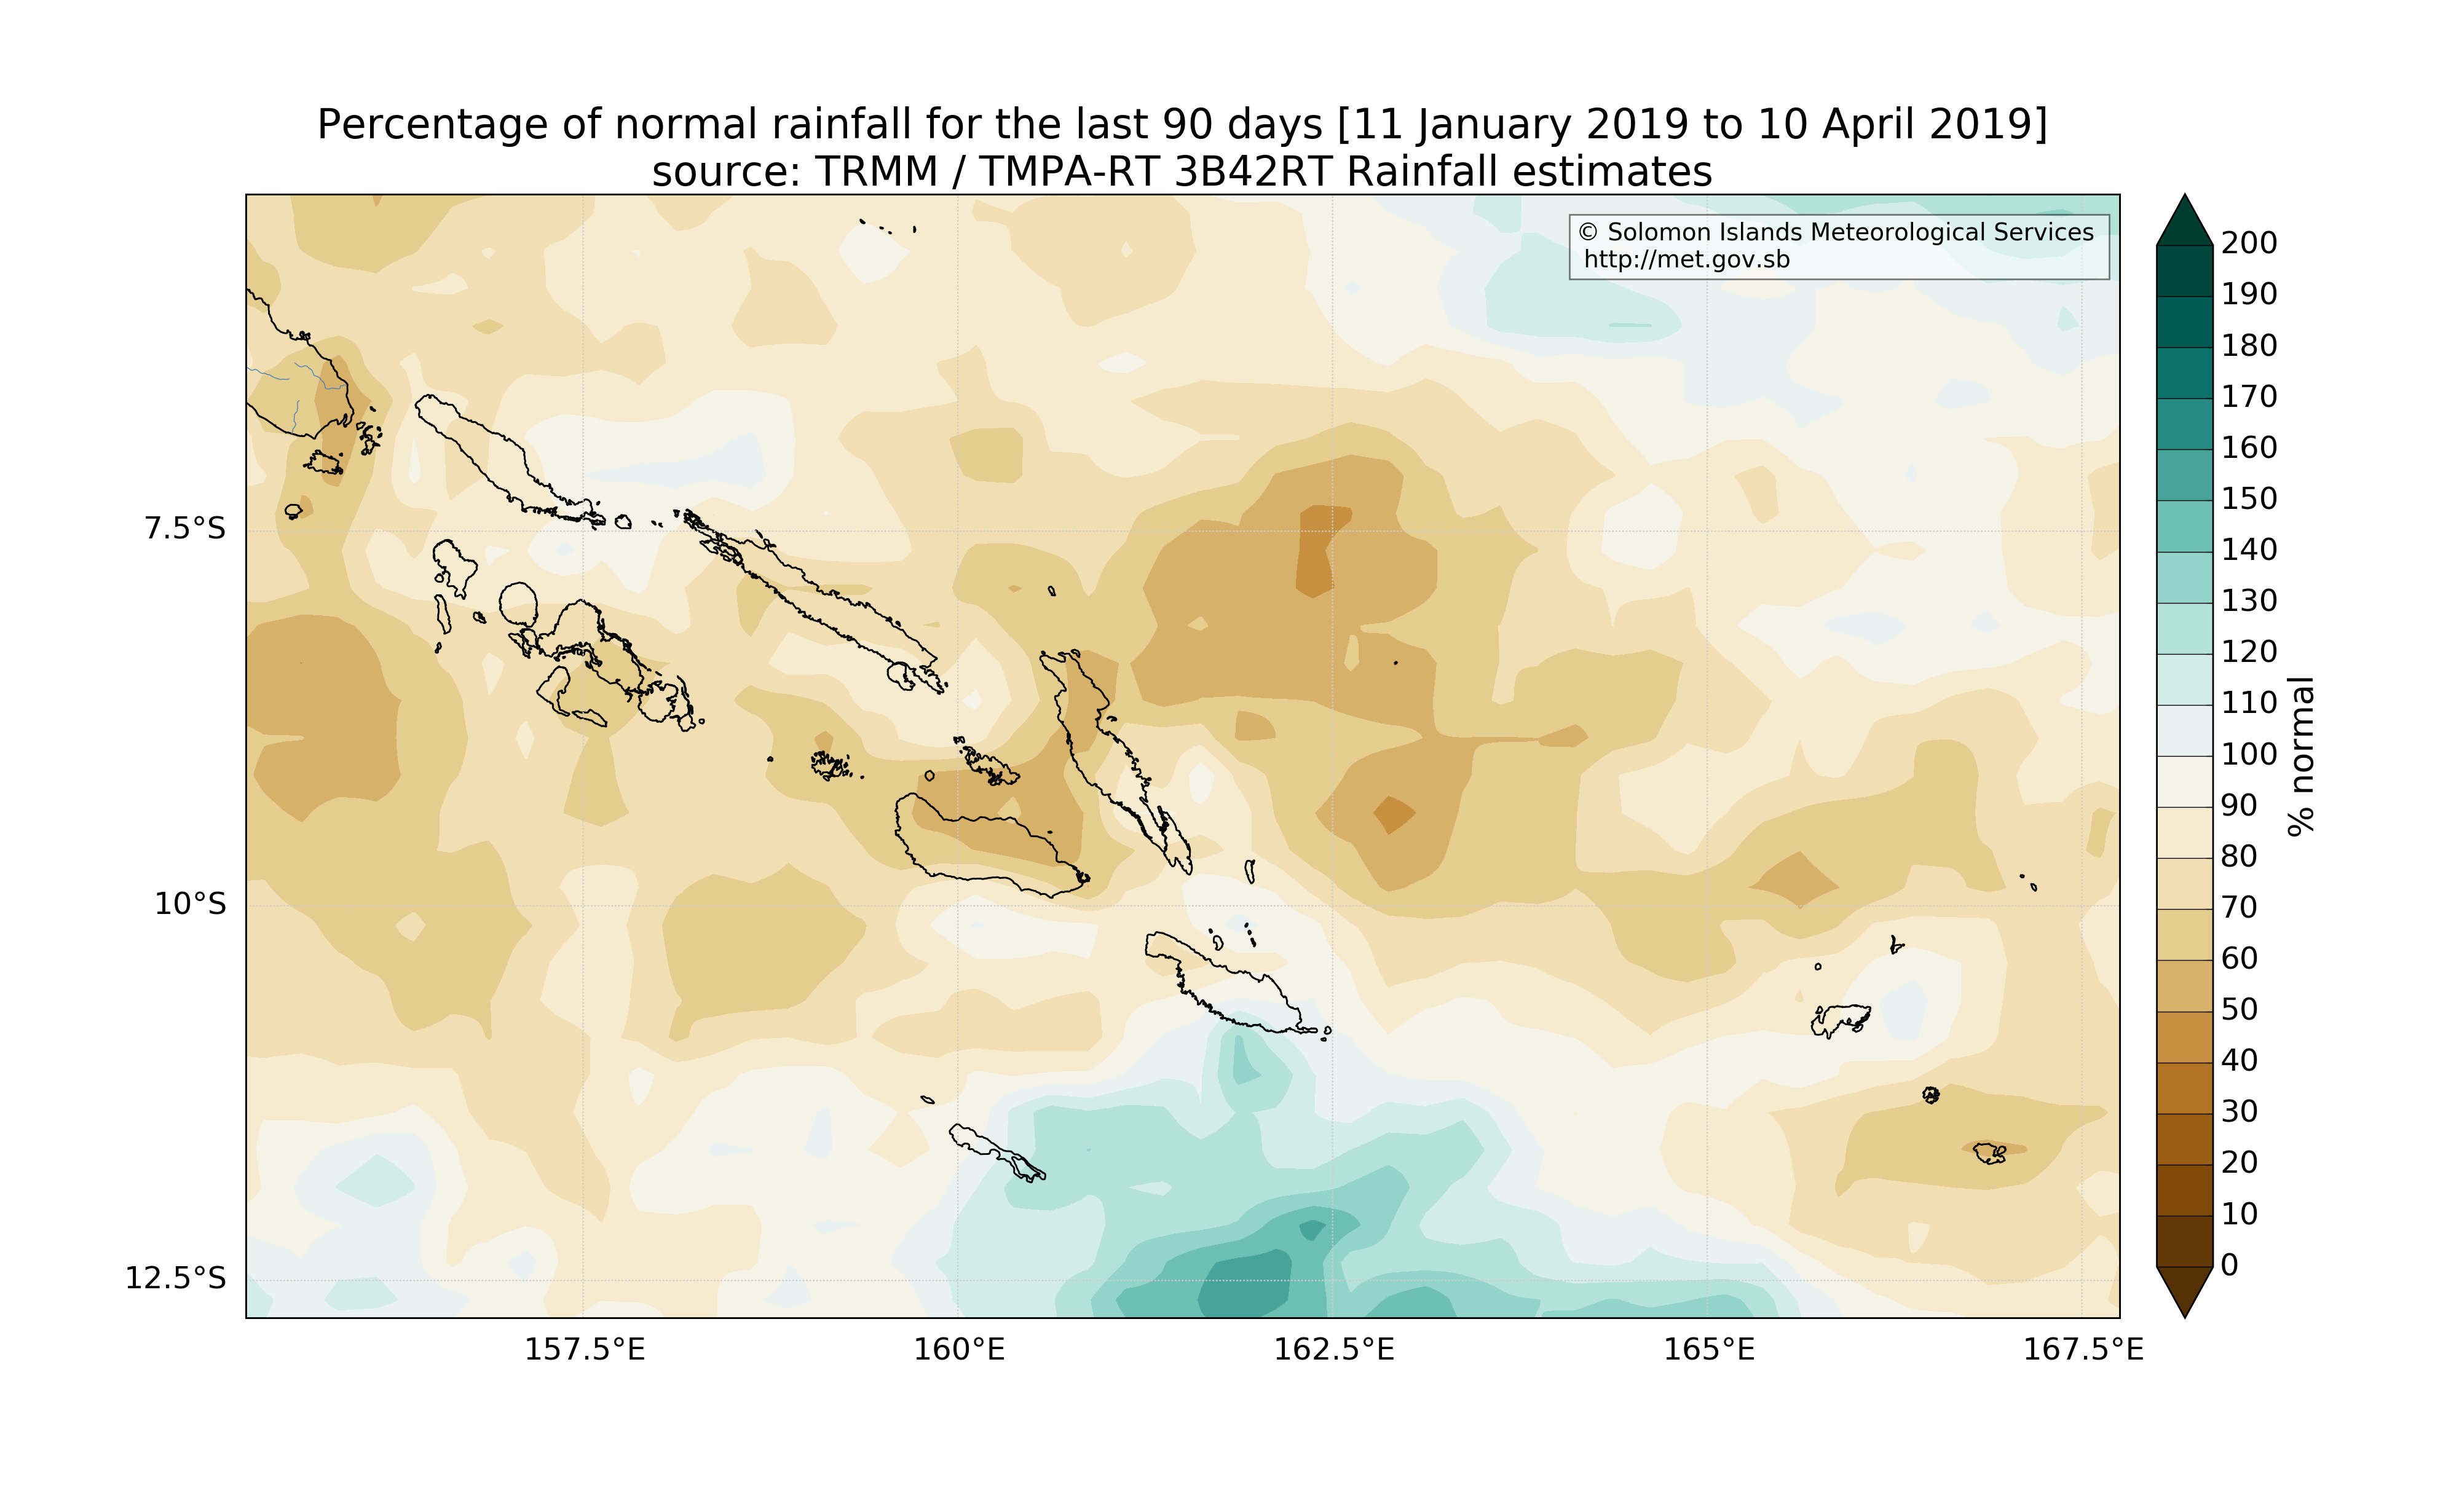 Percentage of normal rainfall for the last 90 days [11 January 2019 to 10 April 2019]
source: TRMM / TMPA-RT 3B42RT Rainfall estimates
© Solomon Islands Meteorological Services
http://met.gov.sb
7.5°S
10°S
12.5°S
157.5°E
160°E
162.5°E
165°E
167.5°E
200
190
180
170
160
150
140
130
120
110
100
90
80
70
60
50
40
30
20
10
0
% normal